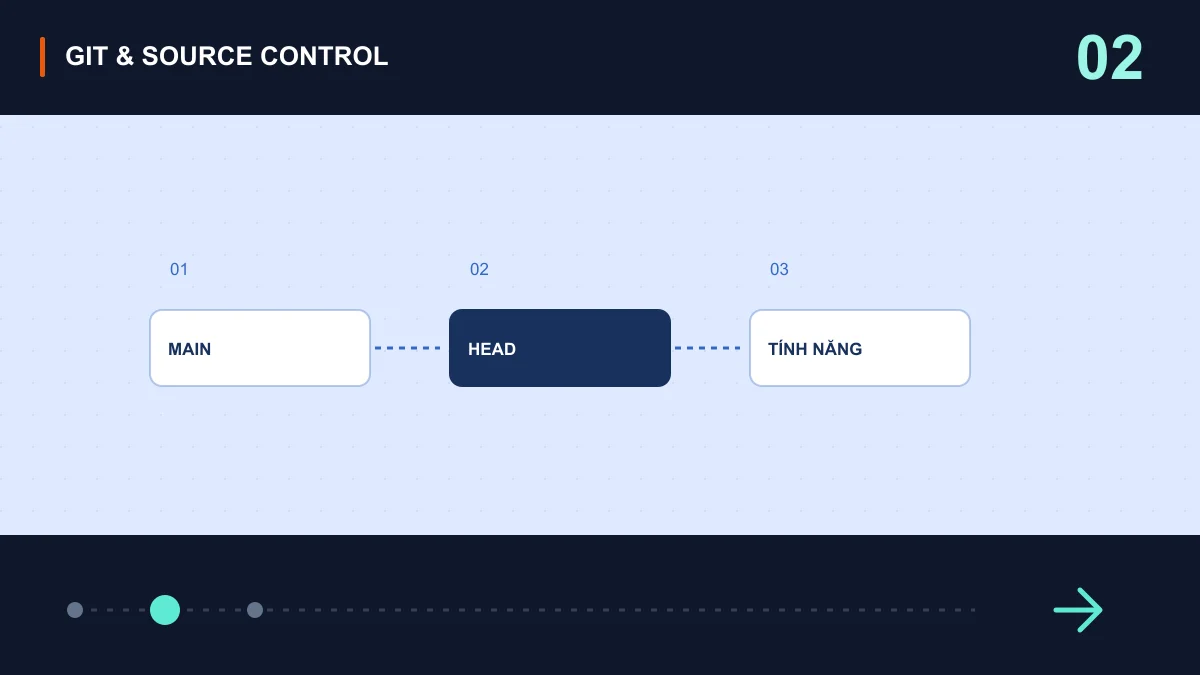 GIT & SOURCE CONTROL
02
01
02
03
MAIN
HEAD
TÍNH NĂNG